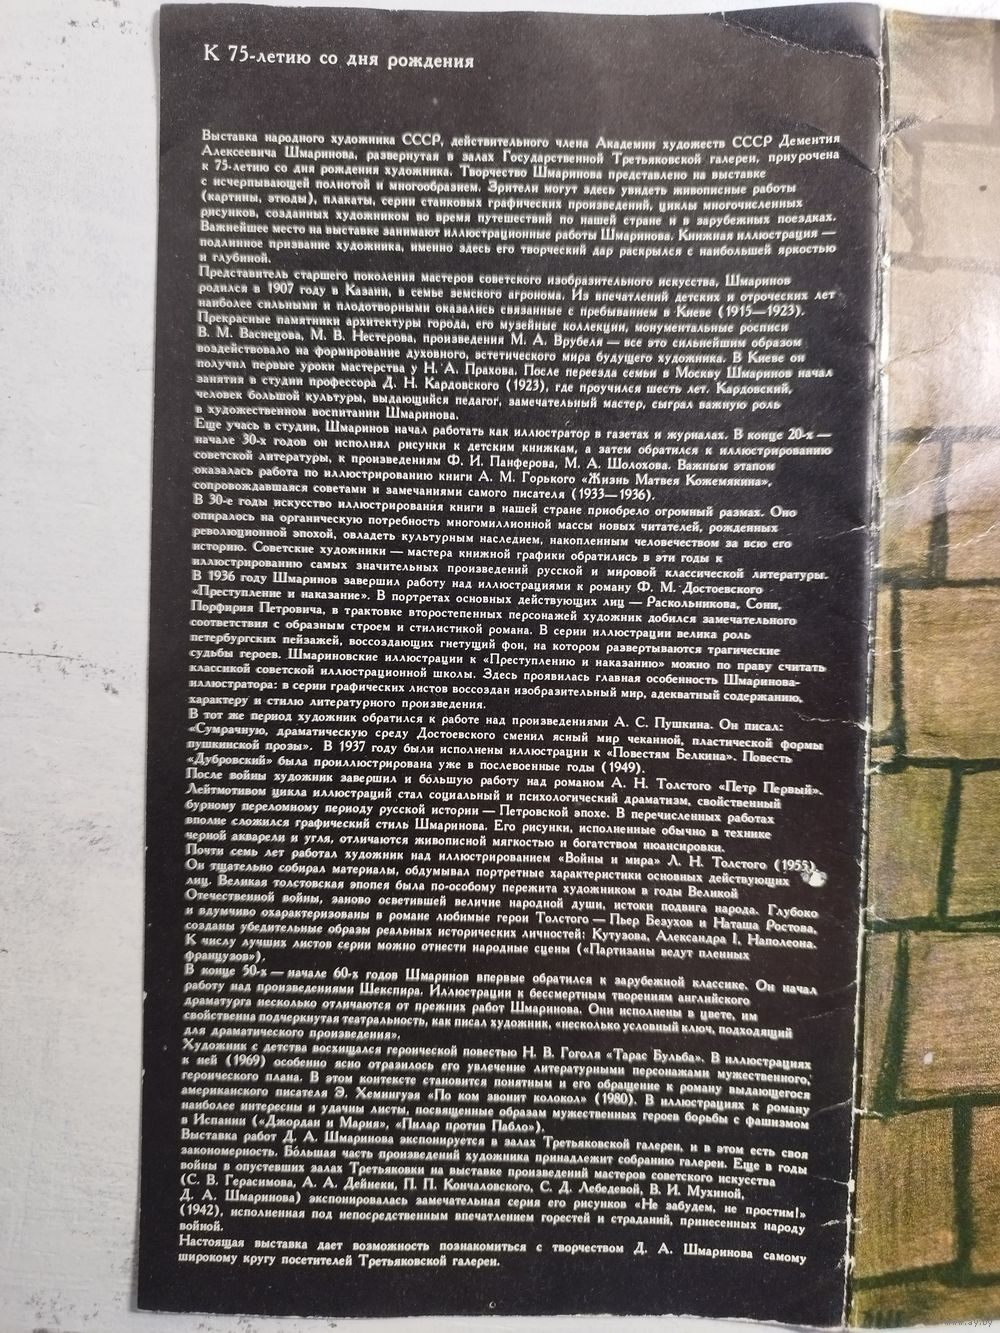 К 75-летию со дня рождения
Выставка народного художника СССР, действительного члена Академии художеств СССР Дементия
Алексеевича Шмаринова, развернутая в залах Государственной Третьяковской галереи, приурочена
к 75-летию со дня рождения художника. Творчество Шмаринова представлено на выставке
с исчерпывающей полнотой и многообразием. Зрители могут здесь увидеть живописные работы
(картины, этюды), плакаты, серии станковых графических произведений, циклы многочисленных
рисунков, созданных художником во время путешествий по нашей стране и в зарубежных поездках.
Важнейшее место на выставке занимают иллюстрационные работы Шмаринова. Книжная иллюстрация —
подлинное призвание художника, именно здесь его творческий дар раскрылся с наибольшей яркостью
и глубиной.
Представитель старшего поколения мастеров советского изобразительного искусства, Шмаринов
родился в 1907 году в Казани, в семье земского агронома. Из впечатлений детских и отроческих лет
наиболее сильными и плодотворными оказались связанные с пребыванием в Киеве (1915—1923).
Прекрасные памятники архитектуры города, его музейные коллекции, монументальные росписи
В. М. Васнецова, М. В. Нестерова, произведения М. А. Врубеля — все это сильнейшим образом
воздействовало на формирование духовного, эстетического мира будущего художника. В Киеве он
получил первые уроки мастерства у Н. А. Прахова. После переезда семьи в Москву Шмаринов начал
занятия в студии профессора Д. Н. Кардовского (1923), где проучился шесть лет. Кардовский,
человек большой культуры, выдающийся педагог, замечательный мастер, сыграл важную роль
в художественном воспитании Шмаринова.
Еще учась в студии, Шмаринов начал работать как иллюстратор в газетах и журналах. В конце 20-х —
начале 30-х годов он исполнял рисунки к детским книжкам, а затем обратился к иллюстрированию
советской литературы, к произведениям Ф. И. Панферова, М. А. Шолохова. Важным этапом
оказалась работа по иллюстрированию книги А. М. Горького «Жизнь Матвея Кожемякина»,
сопровождавшаяся советами и замечаниями самого писателя (1933—1936).
В 30-е годы искусство иллюстрирования книги в нашей стране приобрело огромный размах. Оно
опиралось на органическую потребность многомиллионной массы новых читателей, рожденных
революционной эпохой, овладеть культурным наследием, накопленным человечеством за всю его
историю. Советские художники — мастера книжной графики обратились в эти годы к
иллюстрированию самых значительных произведений русской и мировой классической литературы.
В 1936 году Шмаринов завершил работу над иллюстрациями к роману Ф. М. Достоевского
«Преступление и наказание». В портретах основных действующих лиц — Раскольникова, Сони,
Порфирия Петровича, в трактовке второстепенных персонажей художник добился замечательного
соответствия с образным строем и стилистикой романа. В серии иллюстраций велика роль
петербургских пейзажей, воссоздающих гнетущий фон, на котором развертываются трагические
судьбы героев. Шмариновские иллюстрации к «Преступлению и наказанию» можно по праву считать
классикой советской иллюстрационной школы. Здесь проявилась главная особенность Шмаринова-
иллюстратора: в серии графических листов воссоздан изобразительный мир, адекватный содержанию,
характеру и стилю литературного произведения.
В тот же период художник обратился к работе над произведениями А. С. Пушкина. Он писал:
«Сумрачную, драматическую среду Достоевского сменил ясный мир чеканной, пластической формы
пушкинской прозы». В 1937 году были исполнены иллюстрации к «Повестям Белкина». Повесть
«Дубровский» была проиллюстрирована уже в послевоенные годы (1949).
После войны художник завершил и бо́льшую работу над романом А. Н. Толстого «Петр Первый».
Лейтмотивом цикла иллюстраций стал социальный и психологический драматизм, свойственный
бурному переломному периоду русской истории — Петровской эпохе. В перечисленных работах
вполне сложился графический стиль Шмаринова. Его рисунки, исполненные обычно в технике
черной акварели и угля, отличаются живописной мягкостью и богатством нюансировки.
Почти семь лет работал художник над иллюстрированием «Войны и мира» Л. Н. Толстого (1955).
Он тщательно собирал материалы, обдумывал портретные характеристики основных действующих
лиц. Великая толстовская эпопея была по-особому пережита художником в годы Великой
Отечественной войны, заново осветившей величие народной души, истоки подвига народа. Глубоко
и вдумчиво охарактеризованы в романе любимые герои Толстого — Пьер Безухов и Наташа Ростова,
созданы убедительные образы реальных исторических личностей: Кутузова, Александра I, Наполеона.
К числу лучших листов серии можно отнести народные сцены («Партизаны ведут пленных
французов»).
В конце 50-х — начале 60-х годов Шмаринов впервые обратился к зарубежной классике. Он начал
работу над произведениями Шекспира. Иллюстрации к бессмертным творениям английского
драматурга несколько отличаются от прежних работ Шмаринова. Они исполнены в цвете, им
свойственна подчеркнутая театральность, как писал художник, «несколько условный ключ, подходящий
для драматического произведения».
Художник с детства восхищался героической повестью Н. В. Гоголя «Тарас Бульба». В иллюстрациях
к ней (1969) особенно ясно отразилось его увлечение литературными персонажами мужественного,
героического плана. В этом контексте становится понятным и его обращение к роману выдающегося
американского писателя Э. Хемингуэя «По ком звонит колокол» (1980). В иллюстрациях к роману
наиболее интересны и удачны листы, посвященные образам мужественных героев борьбы с фашизмом
в Испании («Джордан и Мария», «Пилар против Пабло»).
Выставка работ Д. А. Шмаринова экспонируется в залах Третьяковской галереи, и в этом есть своя
закономерность. Бо́льшая часть произведений художника принадлежит собранию галереи. Еще в годы
войны в опустевших залах Третьяковки на выставке произведений мастеров советского искусства
(С. В. Герасимова, А. А. Дейнеки, П. П. Кончаловского, С. Д. Лебедевой, В. И. Мухиной,
Д. А. Шмаринова) экспонировалась замечательная серия его рисунков «Не забудем, не простим!»
(1942), исполненная под непосредственным впечатлением горестей и страданий, принесенных народу
войной.
Настоящая выставка дает возможность познакомиться с творчеством Д. А. Шмаринова самому
широкому кругу посетителей Третьяковской галереи.
www.ay.by